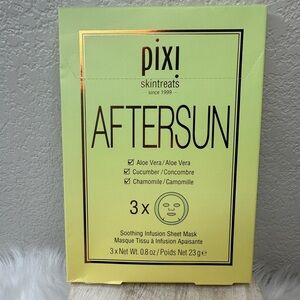 pixi
skintreats
since 1999
AFTERSUN
☑ Aloe Vera/Aloe Vera
☑ Cucumber/Concombre
☑ Chamomile/Camomille
3 x
Soothing Infusion Sheet Mask
Masque Tissu à Infusion Apaisante
3 x Net Wt. 0.8 oz / Poids Net 23 g e